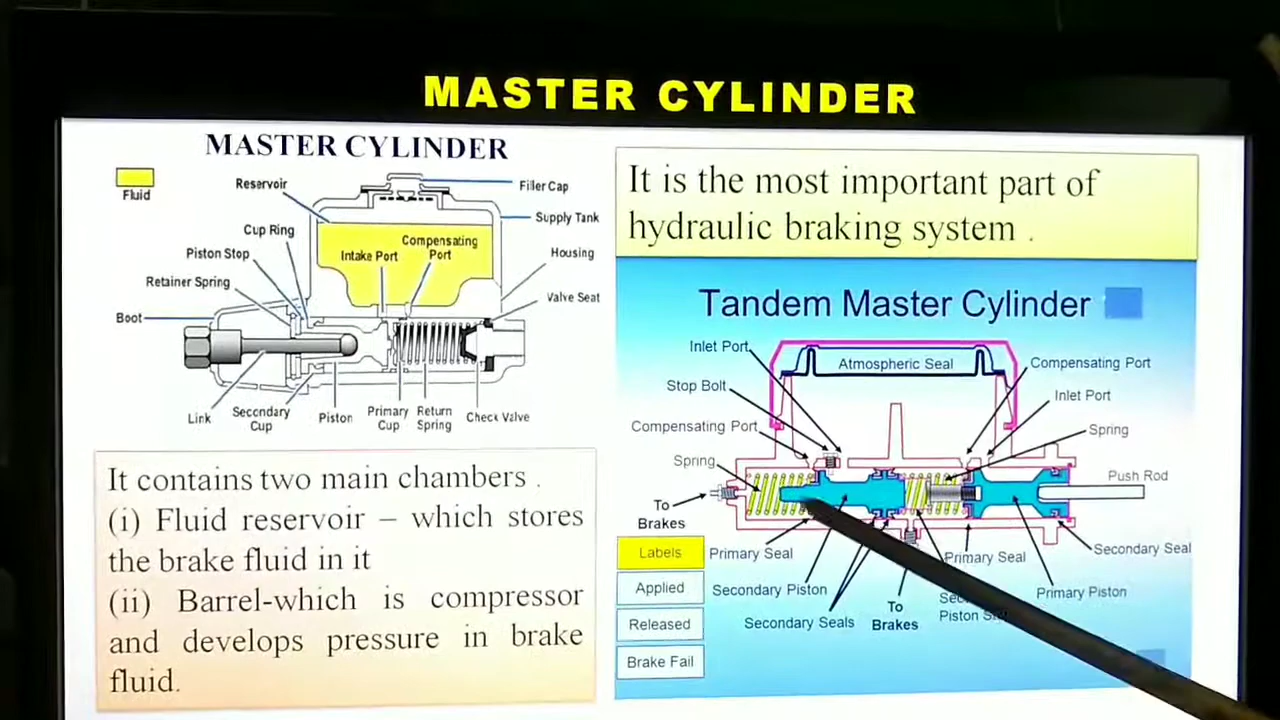 MASTER CYLINDER
MASTER CYLINDER
Fluid
Reservoir
Filler Cap
Supply Tank
Cup Ring
Compensating
Port
Intake Port
Piston Stop
Housing
Retainer Spring
Valve Seat
Boot
Link
Secondary
Cup
Piston
Primary
Cup
Return
Spring
Check Valve
It contains two main chambers .
(i) Fluid reservoir – which stores
the brake fluid in it
(ii) Barrel-which is compressor
and develops pressure in brake
fluid.
It is the most important part of
hydraulic braking system .
Tandem Master Cylinder
Inlet Port
Atmospheric Seal
Compensating Port
Stop Bolt
Inlet Port
Compensating Port
Spring
Spring
Push Rod
To
Brakes
Labels
Primary Seal
Primary Seal
Secondary Seal
Applied
Secondary Piston
Primary Piston
To
Brakes
Piston
Released
Secondary Seals
Brake Fail